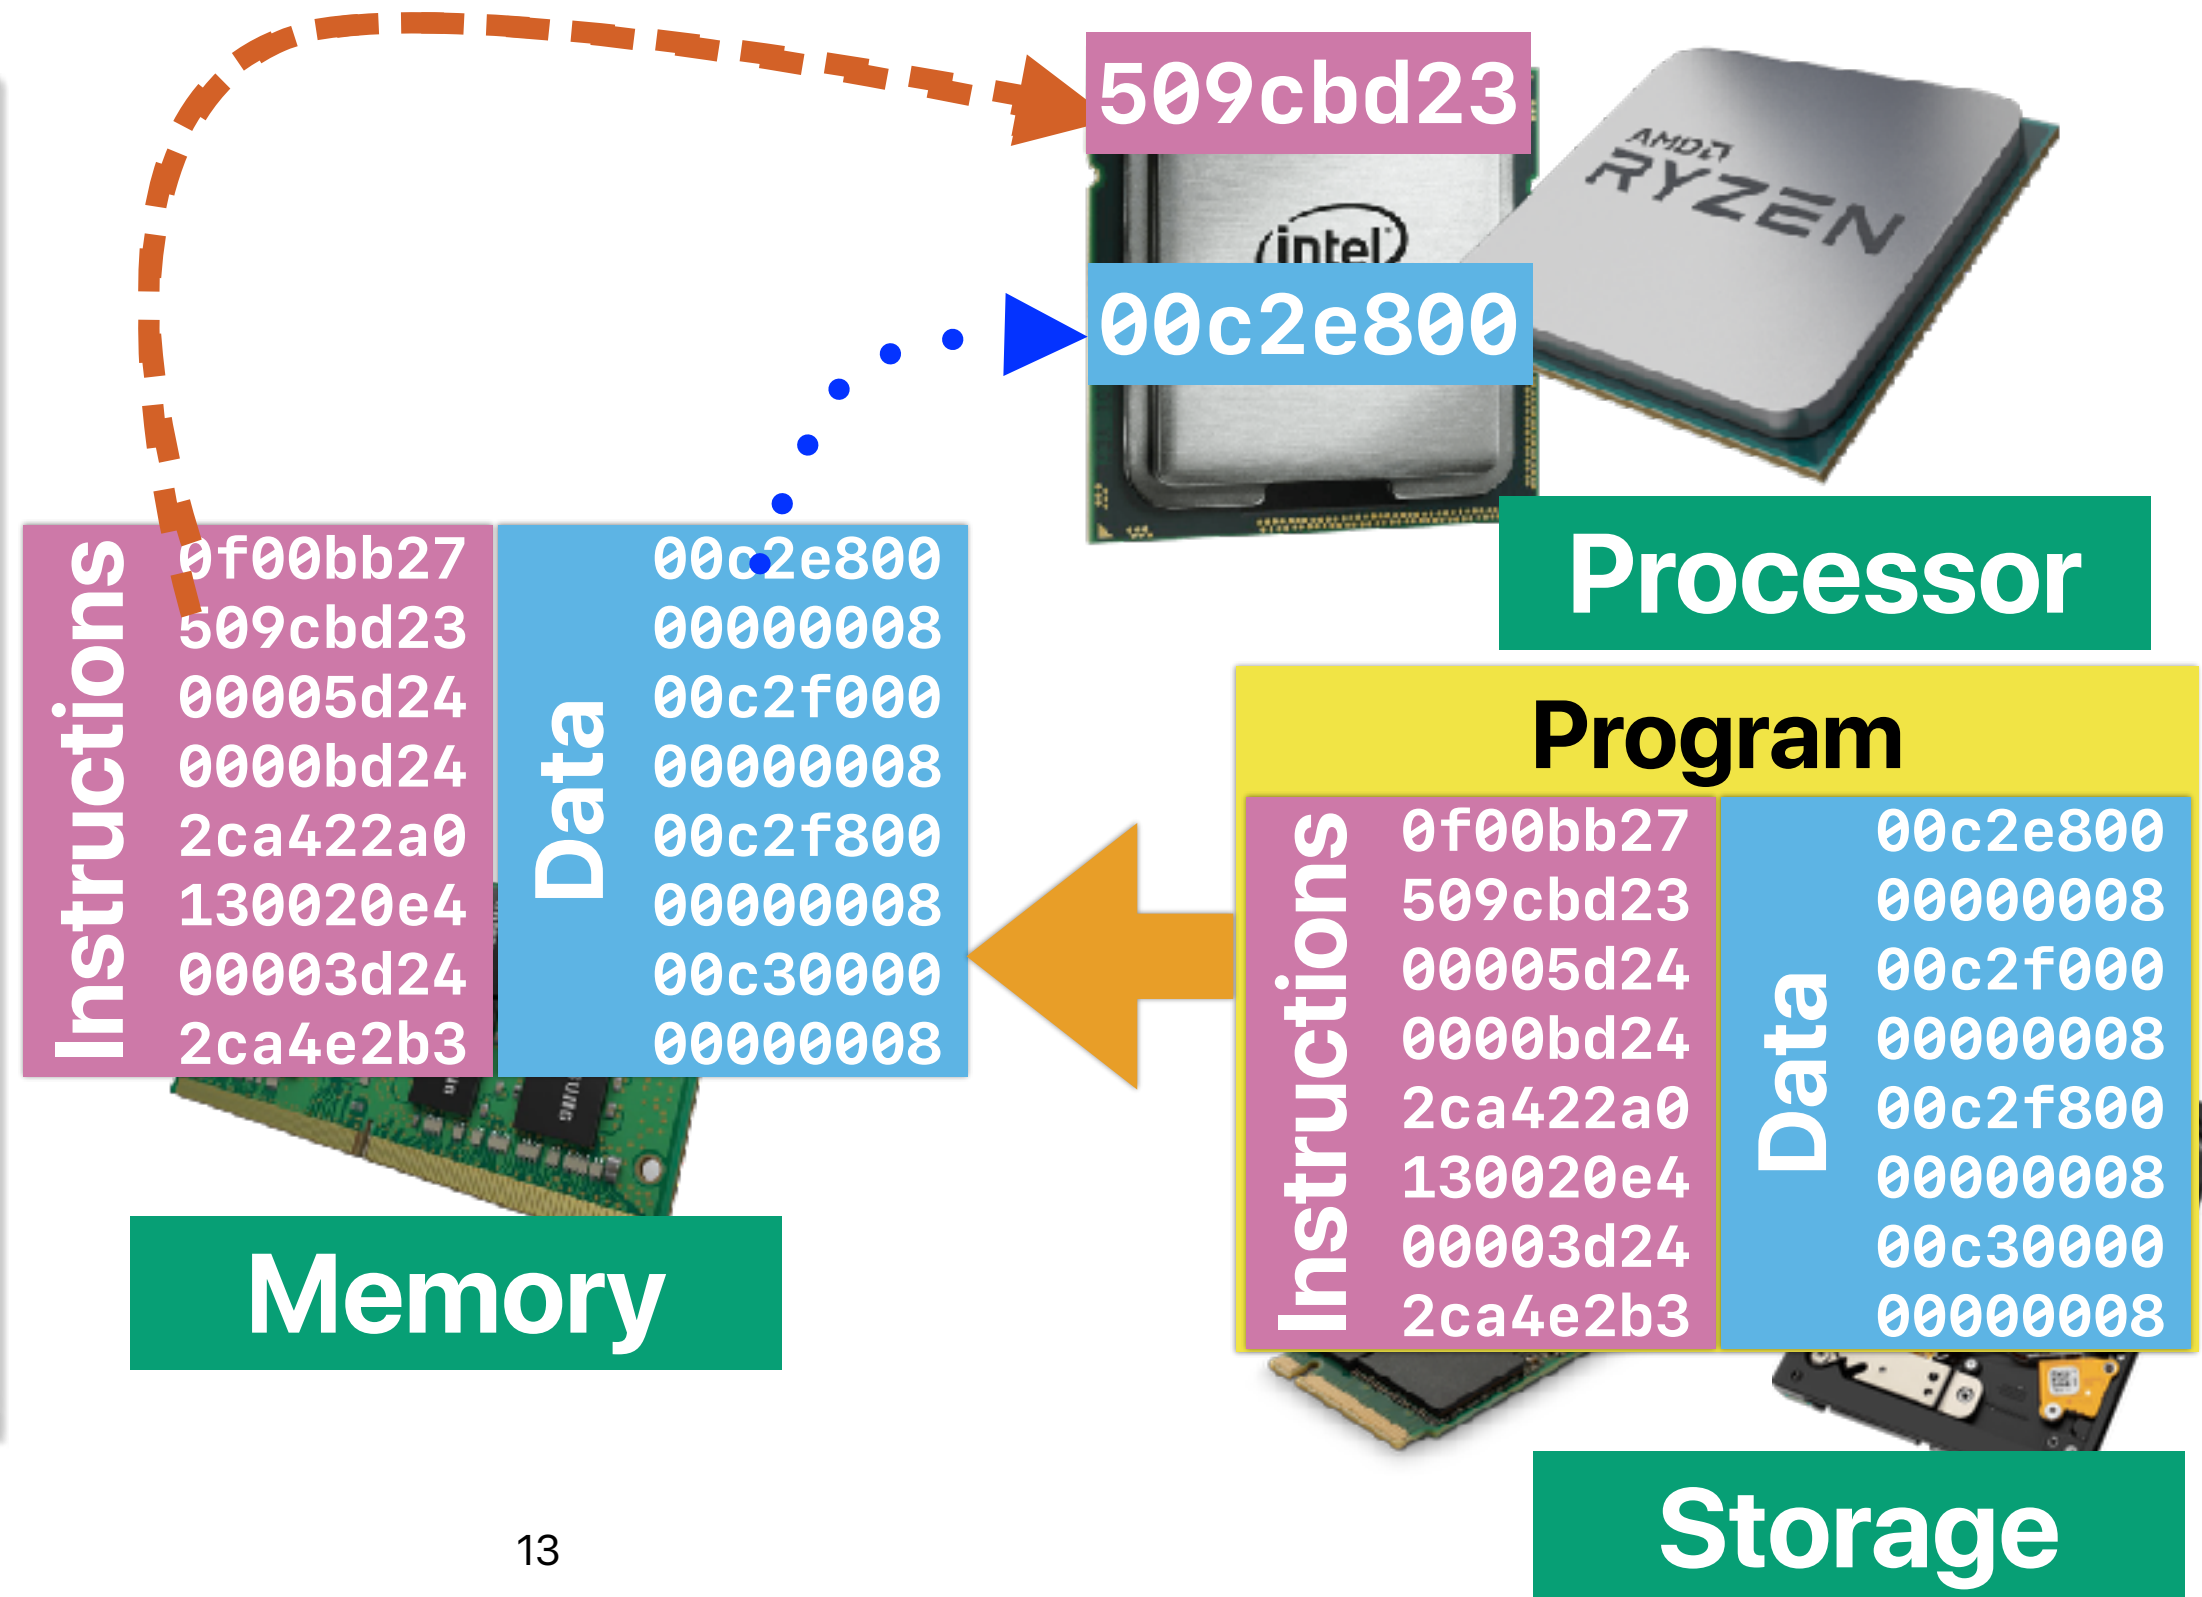 509cbd23
AMD
RYZEN
intel
00c2e800
Processor
Instructions
0f00bb27
509cbd23
00005d24
0000bd24
2ca422a0
130020e4
00003d24
2ca4e2b3
Data
00c2e800
00000008
00c2f000
00000008
00c2f800
00000008
00c30000
00000008
Memory
Program
Instructions
0f00bb27
509cbd23
00005d24
0000bd24
2ca422a0
130020e4
00003d24
2ca4e2b3
Data
00c2e800
00000008
00c2f000
00000008
00c2f800
00000008
00c30000
00000008
Storage
13